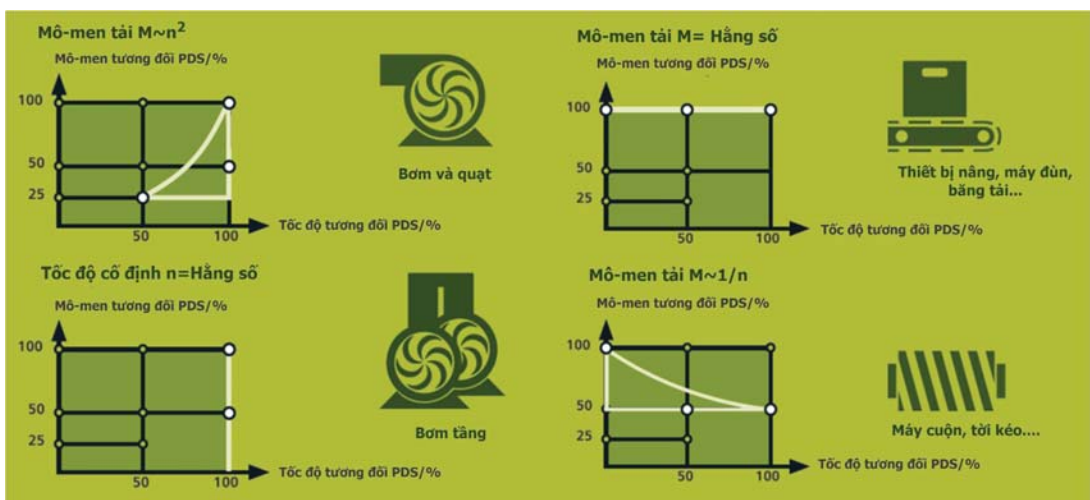 Mô-men tải M~n²
Mô-men tương đối PDS/%
100
50
25
50
100
Tốc độ tương đối PDS/%
Bơm và quạt
Mô-men tải M= Hằng số
Mô-men tương đối PDS/%
100
50
25
50
100
Tốc độ tương đối PDS/%
Thiết bị nâng, máy đùn,
băng tải...
Tốc độ cố định n=Hằng số
Mô-men tương đối PDS/%
100
50
25
50
100
Tốc độ tương đối PDS/%
Bơm tầng
Mô-men tải M~1/n
Mô-men tương đối PDS/%
100
50
25
50
100
Tốc độ tương đối PDS/%
Máy cuộn, tời kéo....